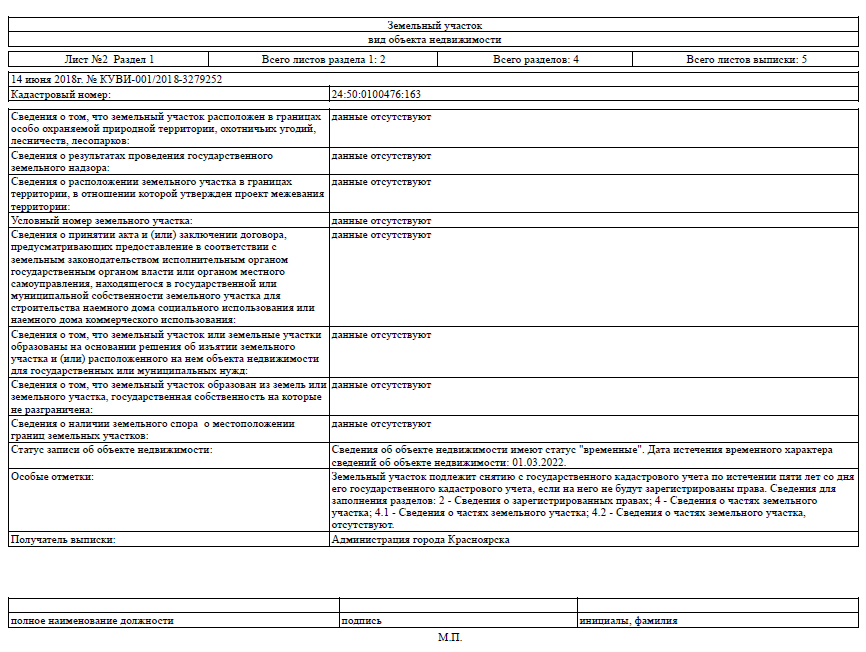 Земельный участок
вид объекта недвижимости
Лист №2 Раздел 1 Всего листов раздела 1: 2 Всего разделов: 4 Всего листов выписки: 5
14 июня 2018г. № КУВИ-001/2018-3279252
Кадастровый номер: 24:50:0100476:163
Сведения о том, что земельный участок расположен в границах данные отсутствуют
особо охраняемой природной территории, охотничьих угодий,
лесничеств, лесопарков:
Сведения о результатах проведения государственного данные отсутствуют
земельного надзора:
Сведения о расположении земельного участка в границах данные отсутствуют
территории, в отношении которой утвержден проект межевания
территории:
Условный номер земельного участка: данные отсутствуют
Сведения о принятии акта и (или) заключении договора, данные отсутствуют
предусматривающих предоставление в соответствии с
земельным законодательством исполнительным органом
государственным органом власти или органом местного
самоуправления, находящегося в государственной или
муниципальной собственности земельного участка для
строительства наемного дома социального использования или
наемного дома коммерческого использования:
Сведения о том, что земельный участок или земельные участки данные отсутствуют
образованы на основании решения об изъятии земельного
участка и (или) расположенного на нем объекта недвижимости
для государственных или муниципальных нужд:
Сведения о том, что земельный участок образован из земель или данные отсутствуют
земельного участка, государственная собственность на которые
не разграничена:
Сведения о наличии земельного спора о местоположении данные отсутствуют
границ земельных участков:
Статус записи об объекте недвижимости: Сведения об объекте недвижимости имеют статус "временные". Дата истечения временного характера
сведений об объекте недвижимости: 01.03.2022.
Особые отметки: Земельный участок подлежит снятию с государственного кадастрового учета по истечении пяти лет со дня
его государственного кадастрового учета, если на него не будут зарегистрированы права. Сведения для
заполнения разделов: 2 - Сведения о зарегистрированных правах; 4 - Сведения о частях земельного
участка; 4.1 - Сведения о частях земельного участка; 4.2 - Сведения о частях земельного участка,
отсутствуют.
Получатель выписки: Администрация города Красноярска
полное наименование должности подпись инициалы, фамилия
М.П.